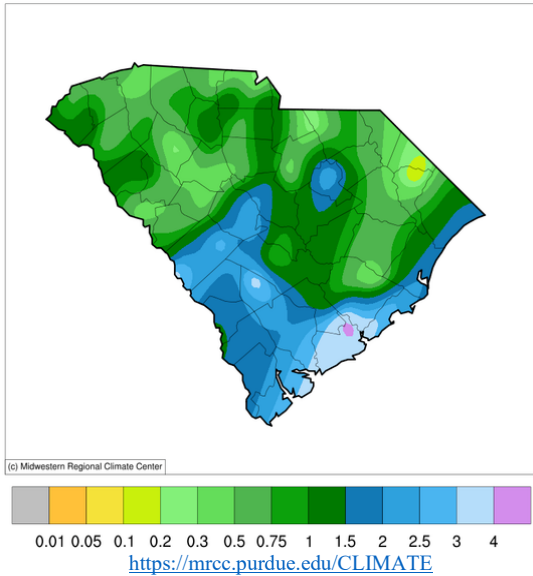 (c) Midwestern Regional Climate Center
0.01 0.05 0.1 0.2 0.3 0.5 0.75 1 1.5 2 2.5 3 4
https://mrcc.purdue.edu/CLIMATE